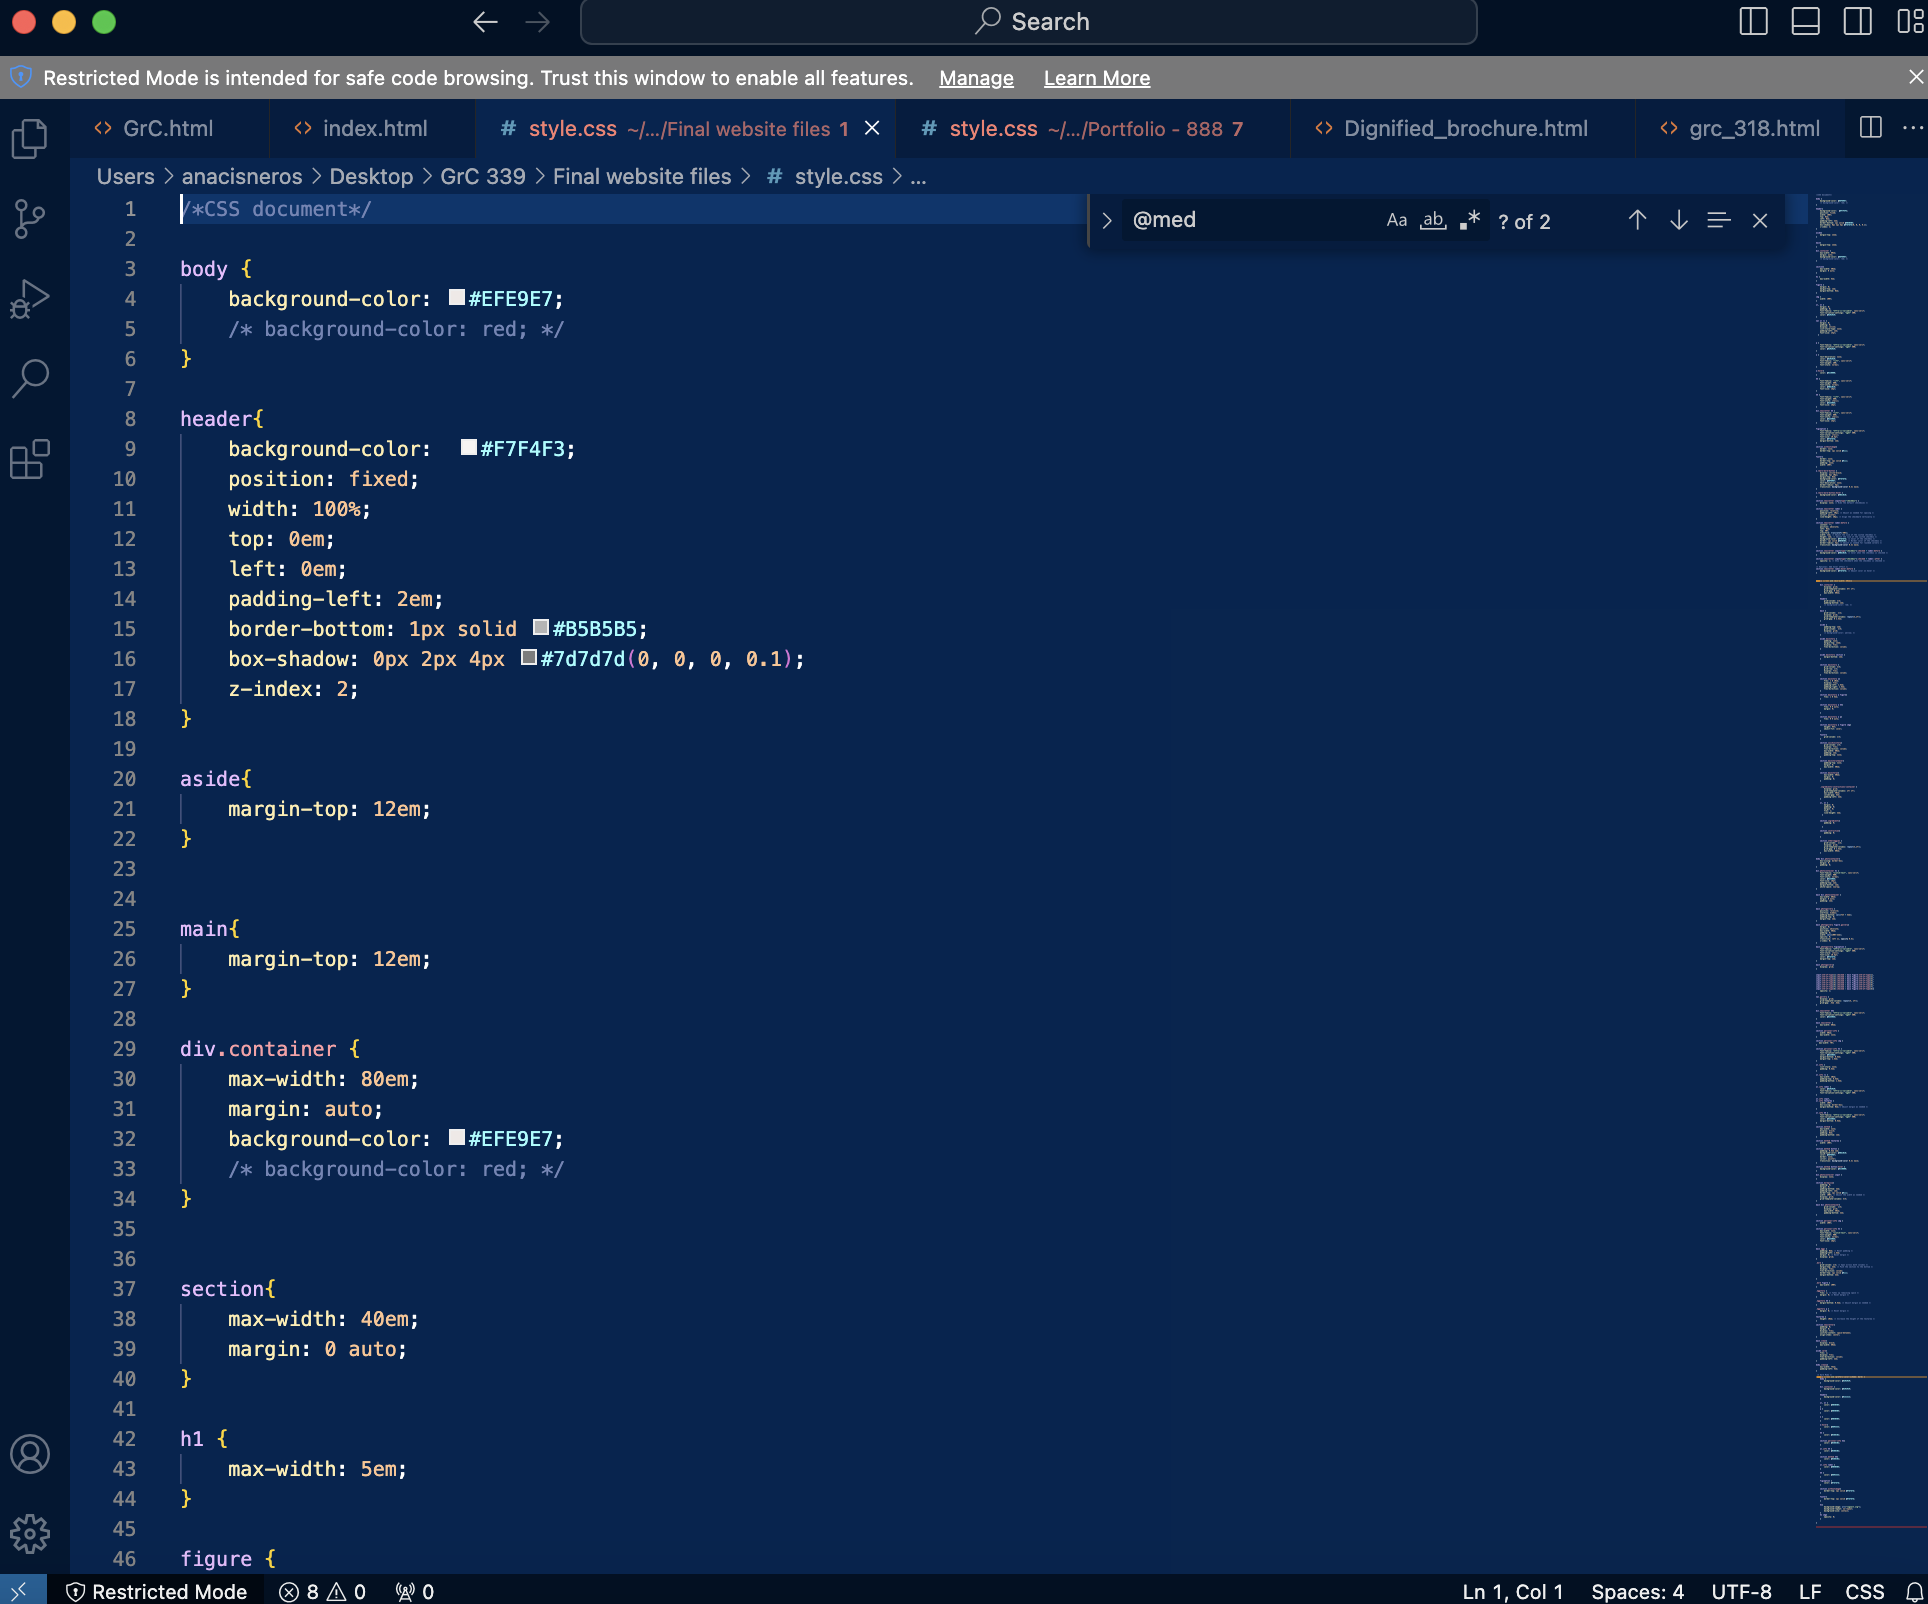 Search
Restricted Mode is intended for safe code browsing. Trust this window to enable all features. Manage Learn More
GrC.html index.html # style.css ~/.../Final website files 1 # style.css ~/.../Portfolio - 888 7 Dignified_brochure.html grc_318.html
Users > anacisneros > Desktop > GrC 339 > Final website files > # style.css > ...
@med Aa ab .* ? of 2
1 /*CSS document*/
2
3 body {
4 background-color: #EFE9E7;
5 /* background-color: red; */
6 }
7
8 header{
9 background-color: #F7F4F3;
10 position: fixed;
11 width: 100%;
12 top: 0em;
13 left: 0em;
14 padding-left: 2em;
15 border-bottom: 1px solid #B5B5B5;
16 box-shadow: 0px 2px 4px #7d7d7d(0, 0, 0, 0.1);
17 z-index: 2;
18 }
19
20 aside{
21 margin-top: 12em;
22 }
23
24
25 main{
26 margin-top: 12em;
27 }
28
29 div.container {
30 max-width: 80em;
31 margin: auto;
32 background-color: #EFE9E7;
33 /* background-color: red; */
34 }
35
36
37 section{
38 max-width: 40em;
39 margin: 0 auto;
40 }
41
42 h1 {
43 max-width: 5em;
44 }
45
46 figure {
Restricted Mode 8 0 0 Ln 1, Col 1 Spaces: 4 UTF-8 LF CSS